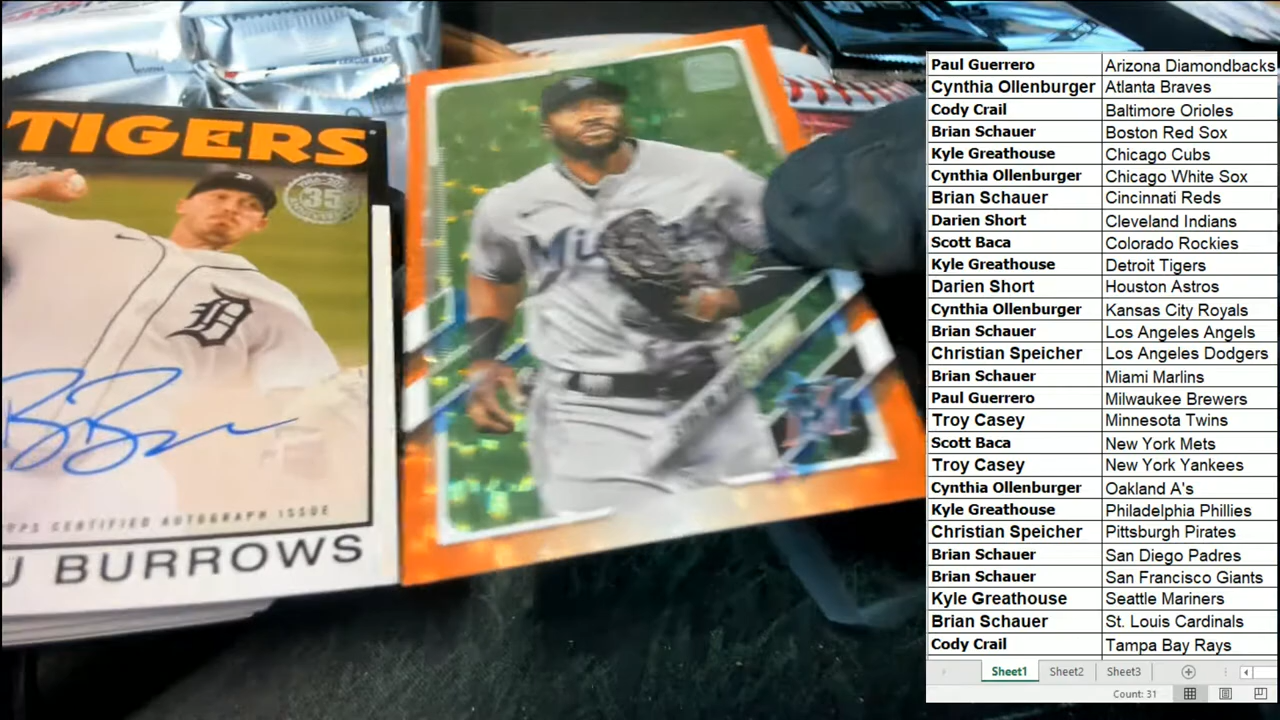 TIGERS
35
D
D
TOPPS CERTIFIED AUTOGRAPH ISSUE
BURROWS
Paul Guerrero Arizona Diamondbacks
Cynthia Ollenburger Atlanta Braves
Cody Crail Baltimore Orioles
Brian Schauer Boston Red Sox
Kyle Greathouse Chicago Cubs
Cynthia Ollenburger Chicago White Sox
Brian Schauer Cincinnati Reds
Darien Short Cleveland Indians
Scott Baca Colorado Rockies
Kyle Greathouse Detroit Tigers
Darien Short Houston Astros
Cynthia Ollenburger Kansas City Royals
Brian Schauer Los Angeles Angels
Christian Speicher Los Angeles Dodgers
Brian Schauer Miami Marlins
Paul Guerrero Milwaukee Brewers
Troy Casey Minnesota Twins
Scott Baca New York Mets
Troy Casey New York Yankees
Cynthia Ollenburger Oakland A's
Kyle Greathouse Philadelphia Phillies
Christian Speicher Pittsburgh Pirates
Brian Schauer San Diego Padres
Brian Schauer San Francisco Giants
Kyle Greathouse Seattle Mariners
Brian Schauer St. Louis Cardinals
Cody Crail Tampa Bay Rays
Sheet1 Sheet2 Sheet3
Count: 31